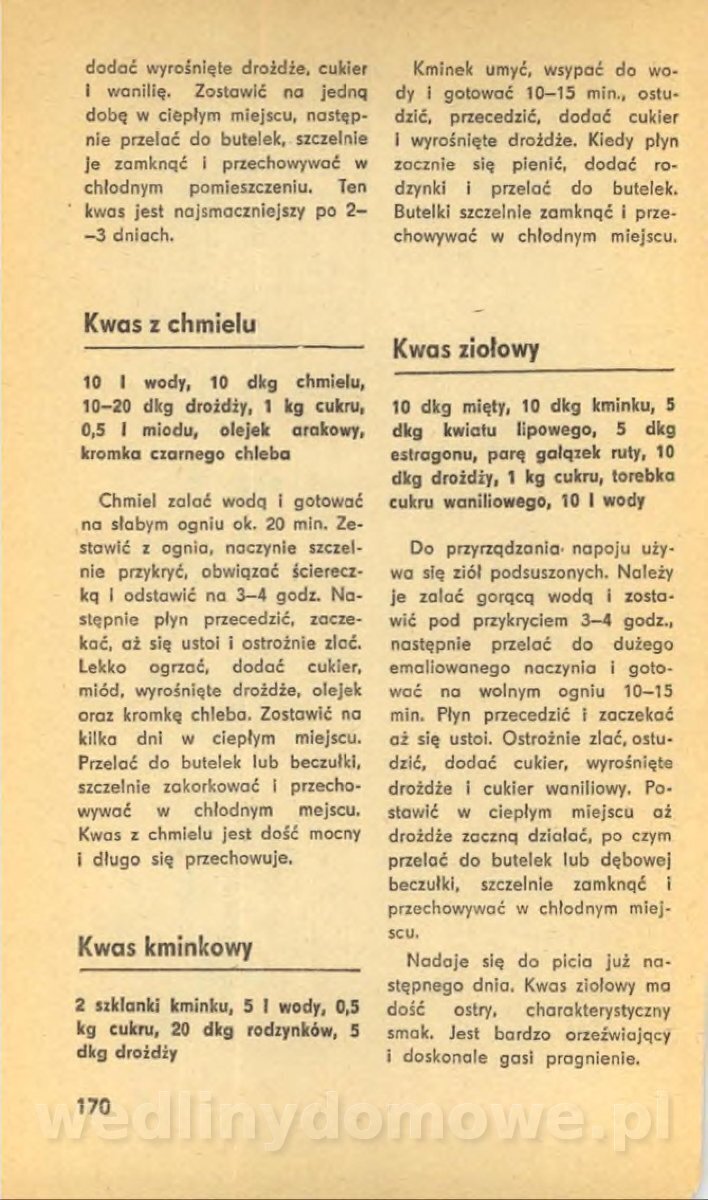 dodać wyrośnięte drożdże, cukier
i wanilię. Zostawić na jedną
dobę w ciepłym miejscu, następ-
nie przelać do butelek, szczelnie
je zamknąć i przechowywać w
chłodnym pomieszczeniu. Ten
kwas jest najsmaczniejszy po 2–
–3 dniach.
Kwas z chmielu
10 l wody, 10 dkg chmielu,
10–20 dkg drożdży, 1 kg cukru,
0,5 l miodu, olejek arakowy,
kromka czarnego chleba
Chmiel zalać wodą i gotować
na słabym ogniu ok. 20 min. Ze-
stawić z ognia, naczynie szczel-
nie przykryć, obwiązać ścierecz-
ką i odstawić na 3–4 godz. Na-
stępnie płyn przecedzić, zacze-
kać, aż się ustoi i ostrożnie zlać.
Lekko ogrzać, dodać cukier,
miód, wyrośnięte drożdże, olejek
oraz kromkę chleba. Zostawić na
kilka dni w ciepłym miejscu.
Przelać do butelek lub beczułki,
szczelnie zakorkować i przecho-
wywać w chłodnym mejscu.
Kwas z chmielu jest dość mocny
i długo się przechowuje.
Kwas kminkowy
2 szklanki kminku, 5 l wody, 0,5
kg cukru, 20 dkg rodzynków, 5
dkg drożdży
Kminek umyć, wsypać do wo-
dy i gotować 10–15 min., ostu-
dzić, przecedzić, dodać cukier
i wyrośnięte drożdże. Kiedy płyn
zacznie się pienić, dodać ro-
dzynki i przelać do butelek.
Butelki szczelnie zamknąć i prze-
chowywać w chłodnym miejscu.
Kwas ziołowy
10 dkg mięty, 10 dkg kminku, 5
dkg kwiatu lipowego, 5 dkg
estragonu, parę gałązek ruty, 10
dkg drożdży, 1 kg cukru, torebka
cukru waniliowego, 10 l wody
Do przyrządzania napoju uży-
wa się ziół podsuszonych. Należy
je zalać gorącą wodą i zosta-
wić pod przykryciem 3–4 godz.,
następnie przelać do dużego
emaliowanego naczynia i goto-
wać na wolnym ogniu 10–15
min. Płyn przecedzić i zaczekać
aż się ustoi. Ostrożnie zlać, ostu-
dzić, dodać cukier, wyrośnięte
drożdże i cukier waniliowy. Po-
stawić w ciepłym miejscu aż
drożdże zaczną działać, po czym
przelać do butelek lub dębowej
beczułki, szczelnie zamknąć i
przechowywać w chłodnym miej-
scu.
Nadaje się do picia już na-
stępnego dnia. Kwas ziołowy ma
dość ostry, charakterystyczny
smak. Jest bardzo orzeźwiający
i doskonale gasi pragnienie.
170
wedlinydomowe.pl